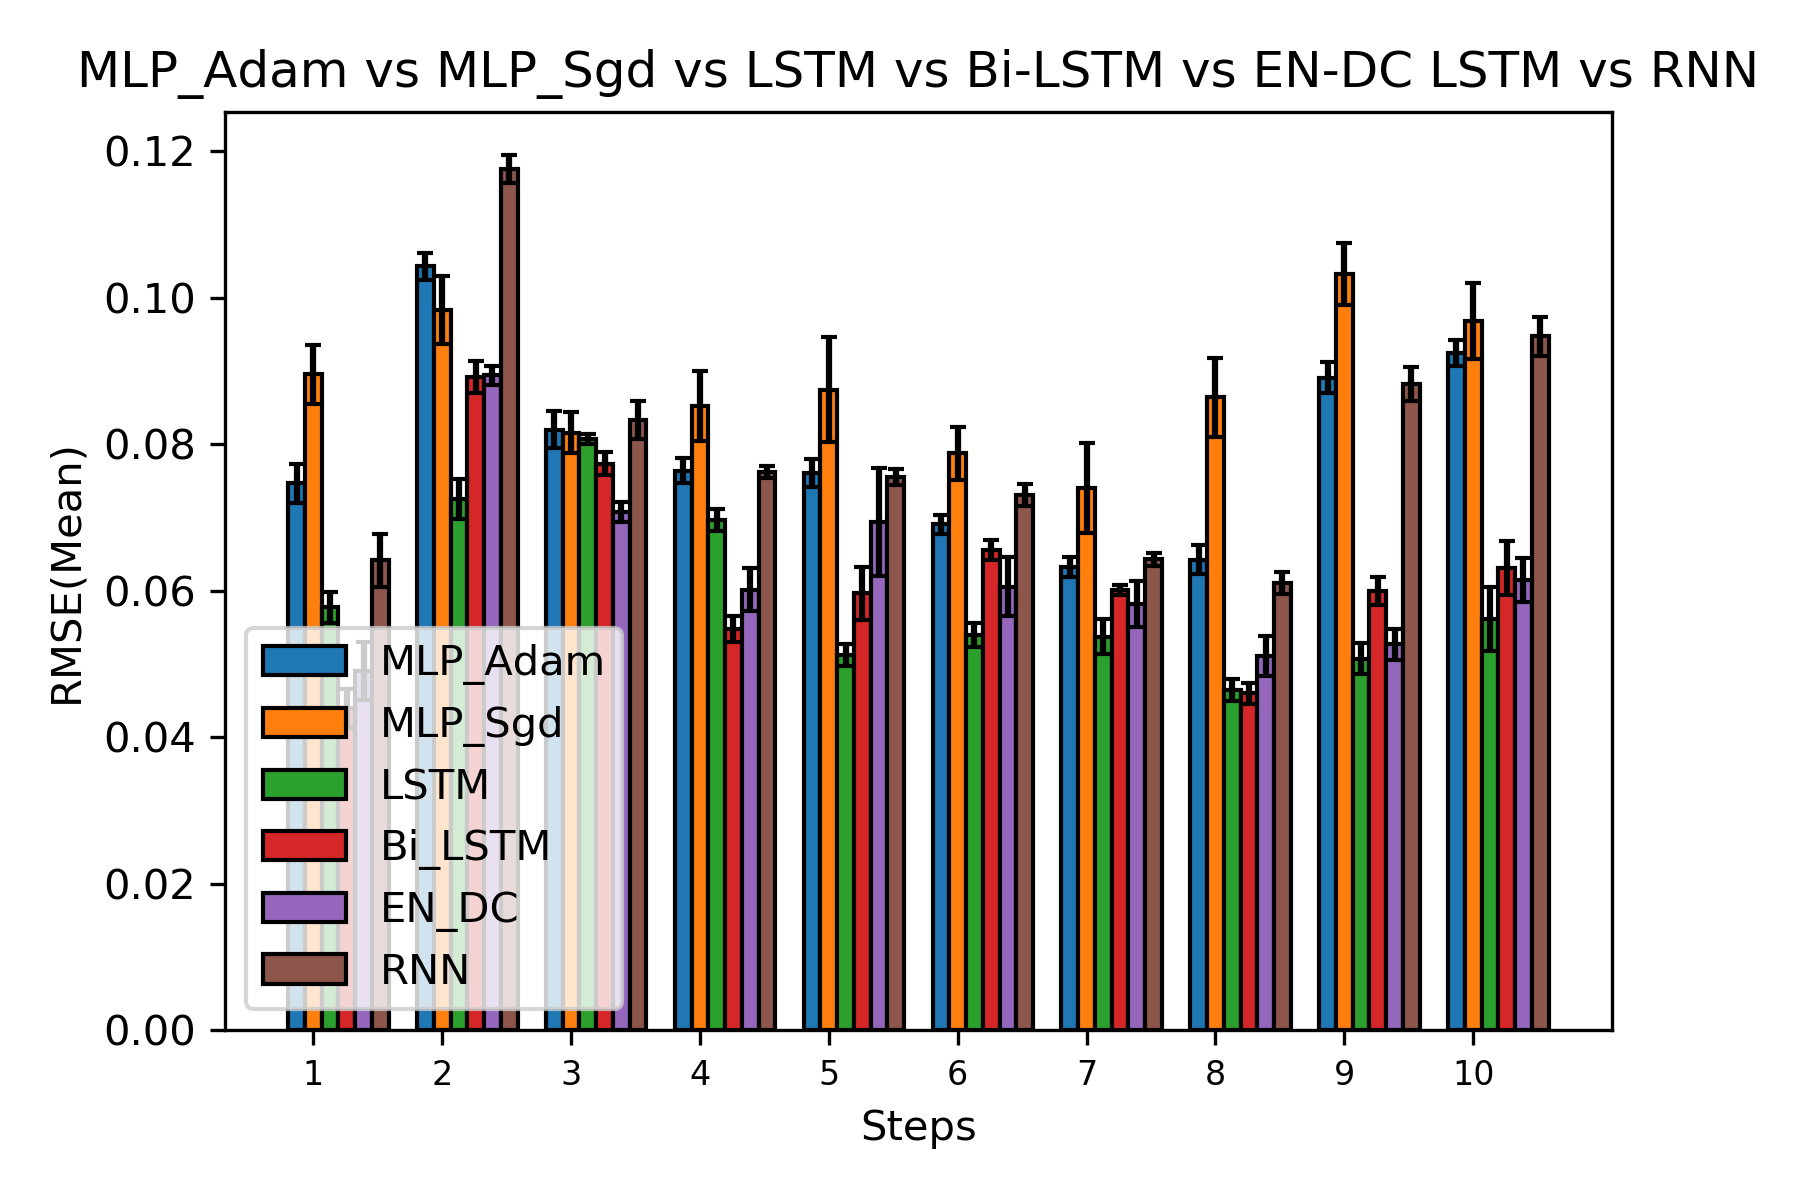 MLP_Adam vs MLP_Sgd vs LSTM vs Bi-LSTM vs EN-DC LSTM vs RNN
RMSE(Mean)
0.12
0.10
0.08
0.06
0.04
0.02
0.00
MLP_Adam
MLP_Sgd
LSTM
Bi_LSTM
EN_DC
RNN
1 2 3 4 5 6 7 8 9 10
Steps